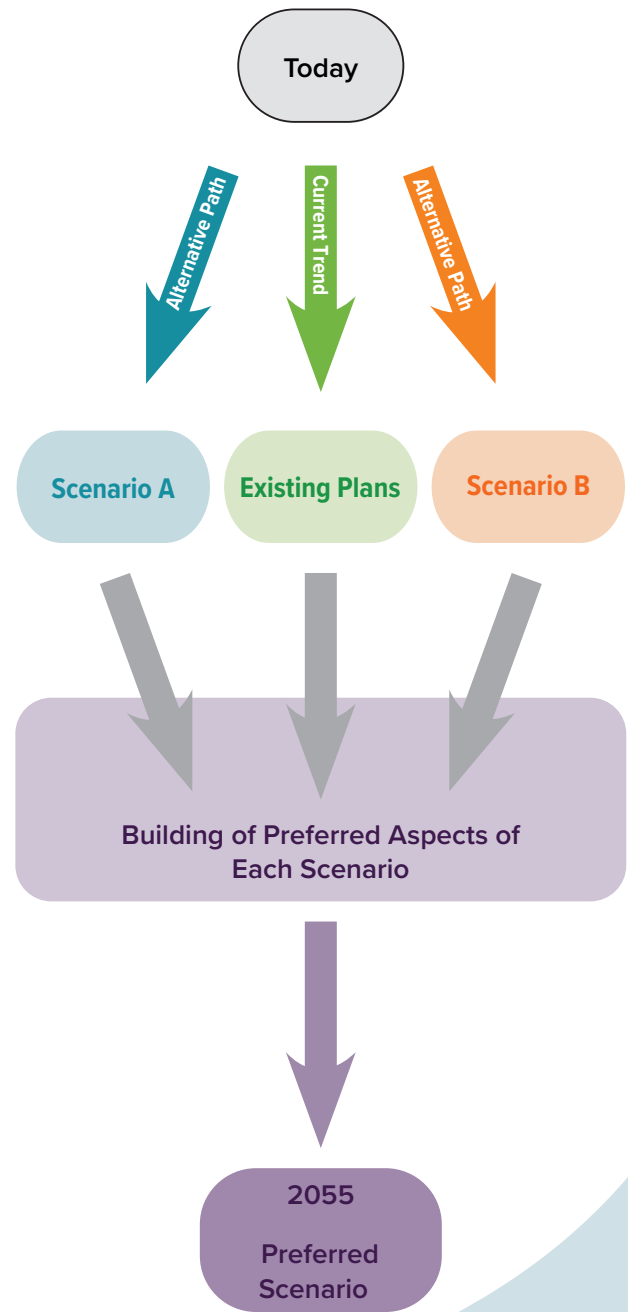 Today
Alternative Path
Current Trend
Alternative Path
Scenario A
Existing Plans
Scenario B
Building of Preferred Aspects of
Each Scenario
2055
Preferred
Scenario